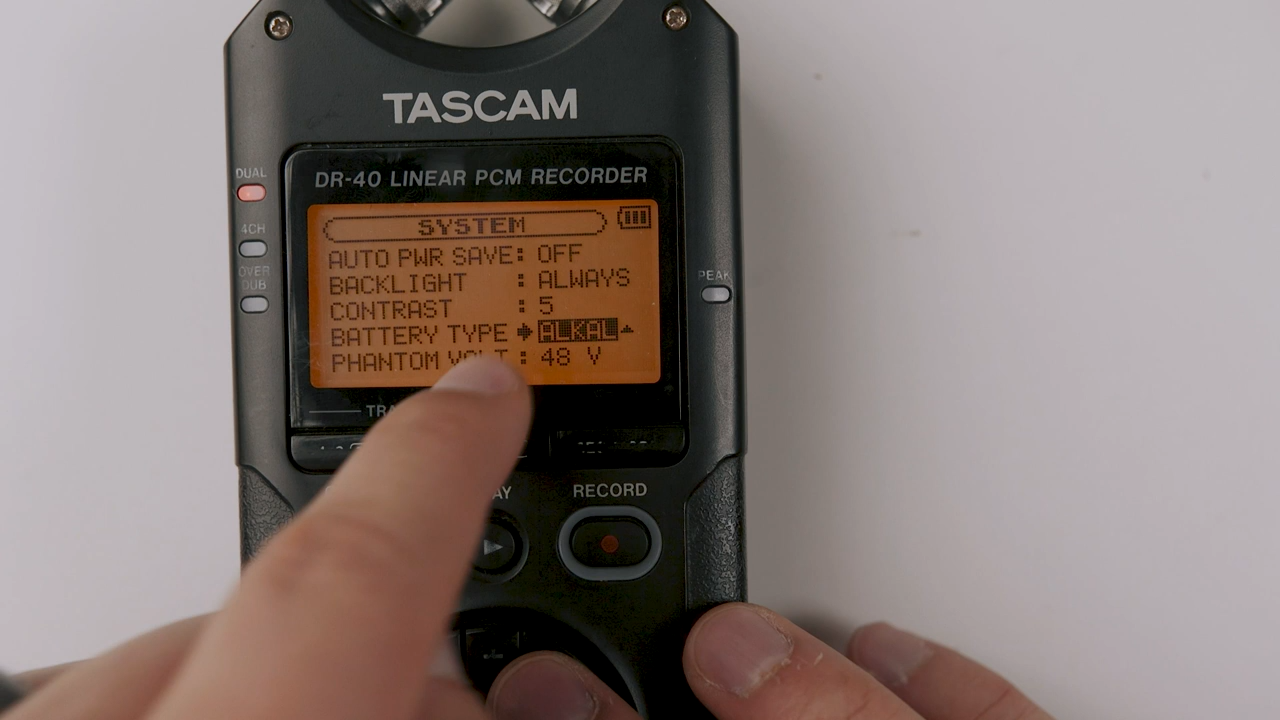 TASCAM
DR-40 LINEAR PCM RECORDER
DUAL
4CH
OVER
DUB
PEAK
SYSTEM
AUTO PWR SAVE: OFF
BACKLIGHT : ALWAYS
CONTRAST : 5
BATTERY TYPE ALKAL
PHANTOM VOLT : 48 V
RECORD